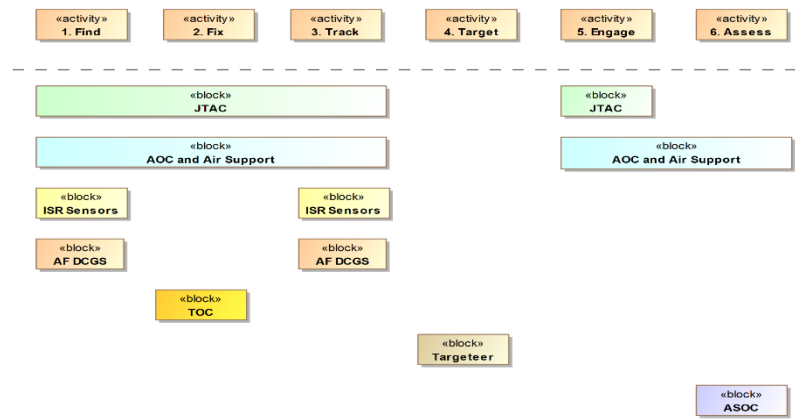 «activity» «activity» «activity» «activity» «activity» «activity»
1. Find 2. Fix 3. Track 4. Target 5. Engage 6. Assess
«block» «block»
JTAC JTAC
«block» «block»
AOC and Air Support AOC and Air Support
«block» «block»
ISR Sensors ISR Sensors
«block» «block»
AF DCGS AF DCGS
«block»
TOC
«block»
Targeteer
«block»
ASOC